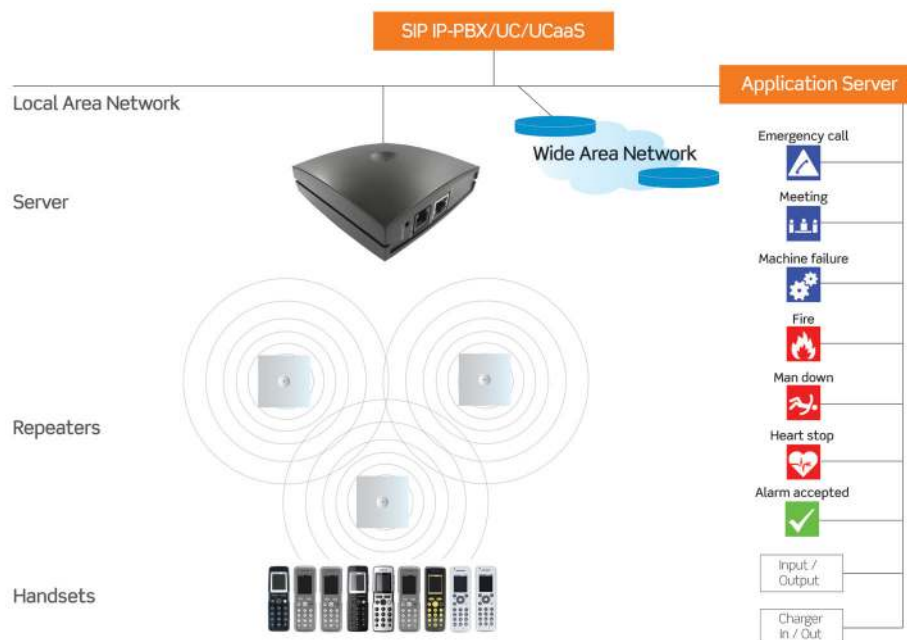 SIP IP-PBX/UC/UCaaS
Local Area Network
Application Server
Wide Area Network
Server
Emergency call
Meeting
Machine failure
Fire
Man down
Repeaters
Heart stop
Alarm accepted
Input /
Output
Handsets
Charger
In / Out